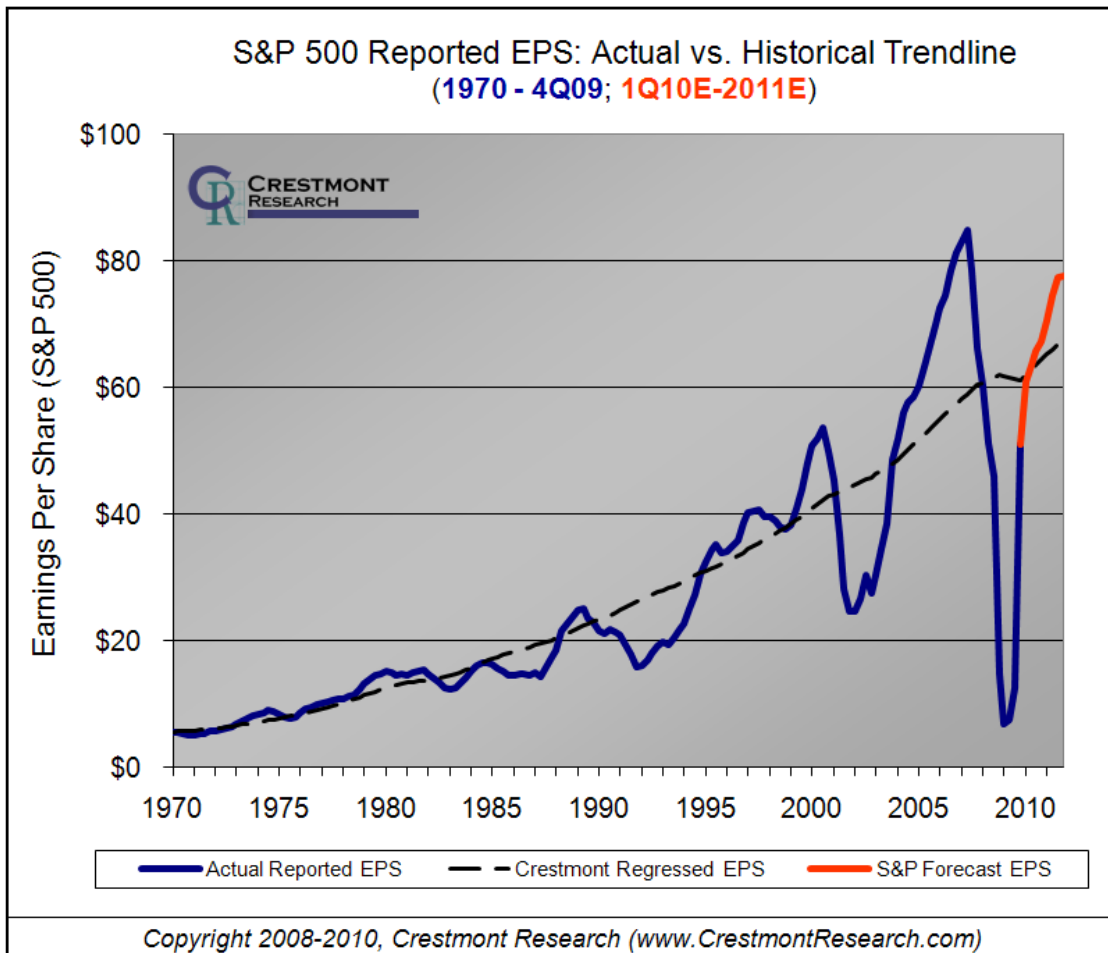 S&P 500 Reported EPS: Actual vs. Historical Trendline
(1970 - 4Q09; 1Q10E-2011E)
CR CRESTMONT
RESEARCH
Earnings Per Share (S&P 500)
$100
$80
$60
$40
$20
$0
1970 1975 1980 1985 1990 1995 2000 2005 2010
Actual Reported EPS Crestmont Regressed EPS S&P Forecast EPS
Copyright 2008-2010, Crestmont Research (www.CrestmontResearch.com)